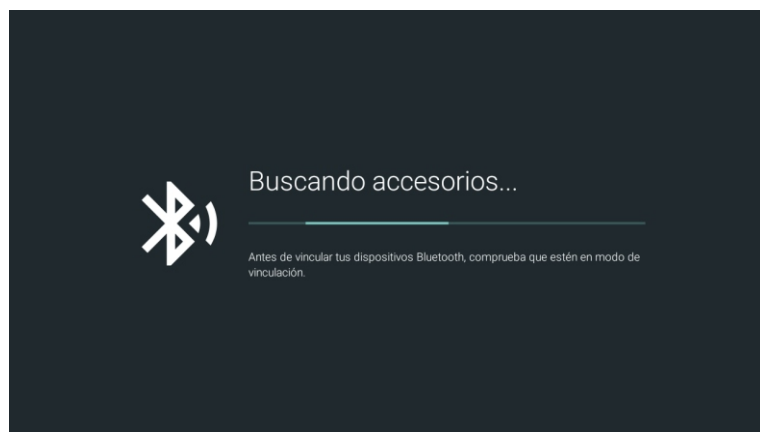 Buscando accesorios...
Antes de vincular tus dispositivos Bluetooth, comprueba que estén en modo de
vinculación.